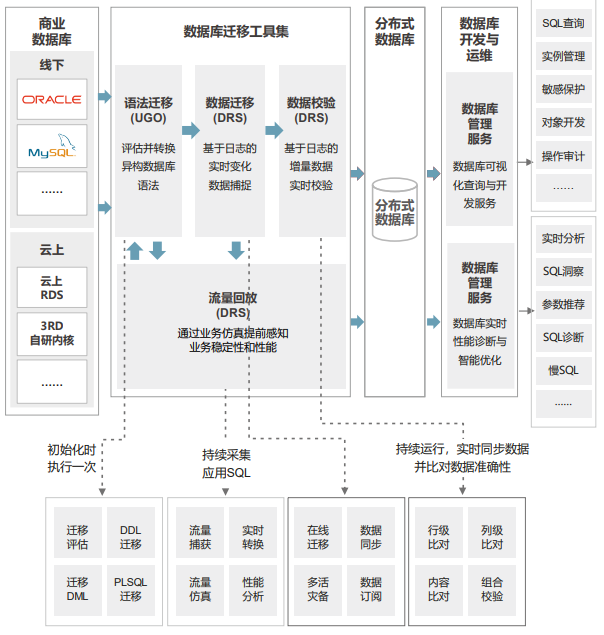 商业
数据库
线下
ORACLE
MySQL
......
云上
云上
RDS
3RD
自研内核
......
数据库迁移工具集
语法迁移
(UGO)
评估并转换
异构数据库
语法
数据迁移
(DRS)
基于日志的
实时变化
数据捕捉
数据校验
(DRS)
基于日志的
增量数据
实时校验
流量回放
(DRS)
通过业务仿真提前感知
业务稳定性和性能
分布式
数据库
分布式
数据库
数据库
开发与
运维
数据库
管理
服务
数据库可视
化查询与开
发服务
数据库
管理
服务
数据库实时
性能诊断与
智能优化
SQL查询
实例管理
敏感保护
对象开发
操作审计
......
实时分析
SQL洞察
参数推荐
SQL诊断
慢SQL
......
初始化时
执行一次
持续采集
应用SQL
持续运行，实时同步数据
并比对数据准确性
迁移
评估
DDL
迁移
迁移
DML
PLSQL
迁移
流量
捕获
实时
转换
流量
仿真
性能
分析
在线
迁移
数据
同步
多活
灾备
数据
订阅
行级
比对
列级
比对
内容
比对
组合
校验